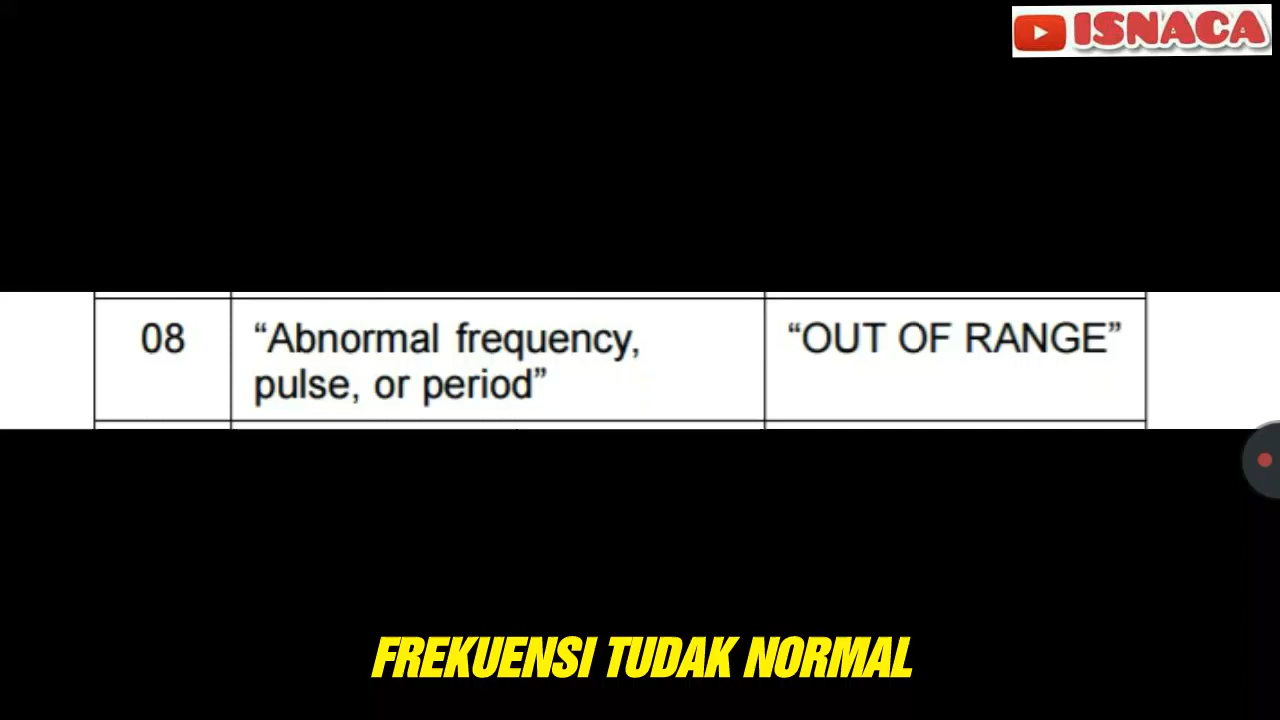 ISNACA
08
“Abnormal frequency,
pulse, or period”
“OUT OF RANGE”
FREKUENSI TUDAK NORMAL